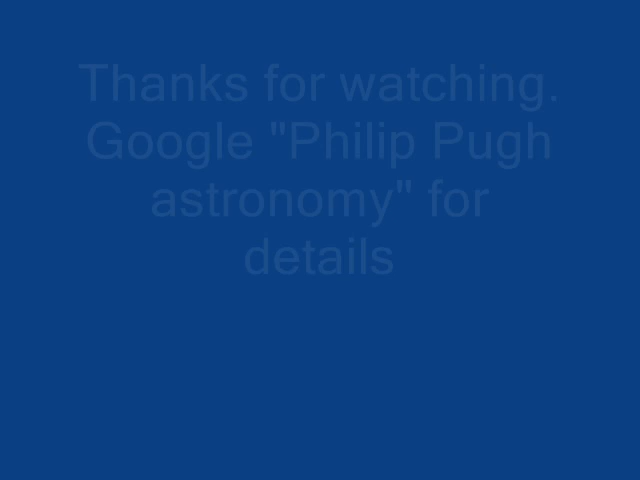 Thanks for watching.
Google "Philip Pugh
astronomy" for
details